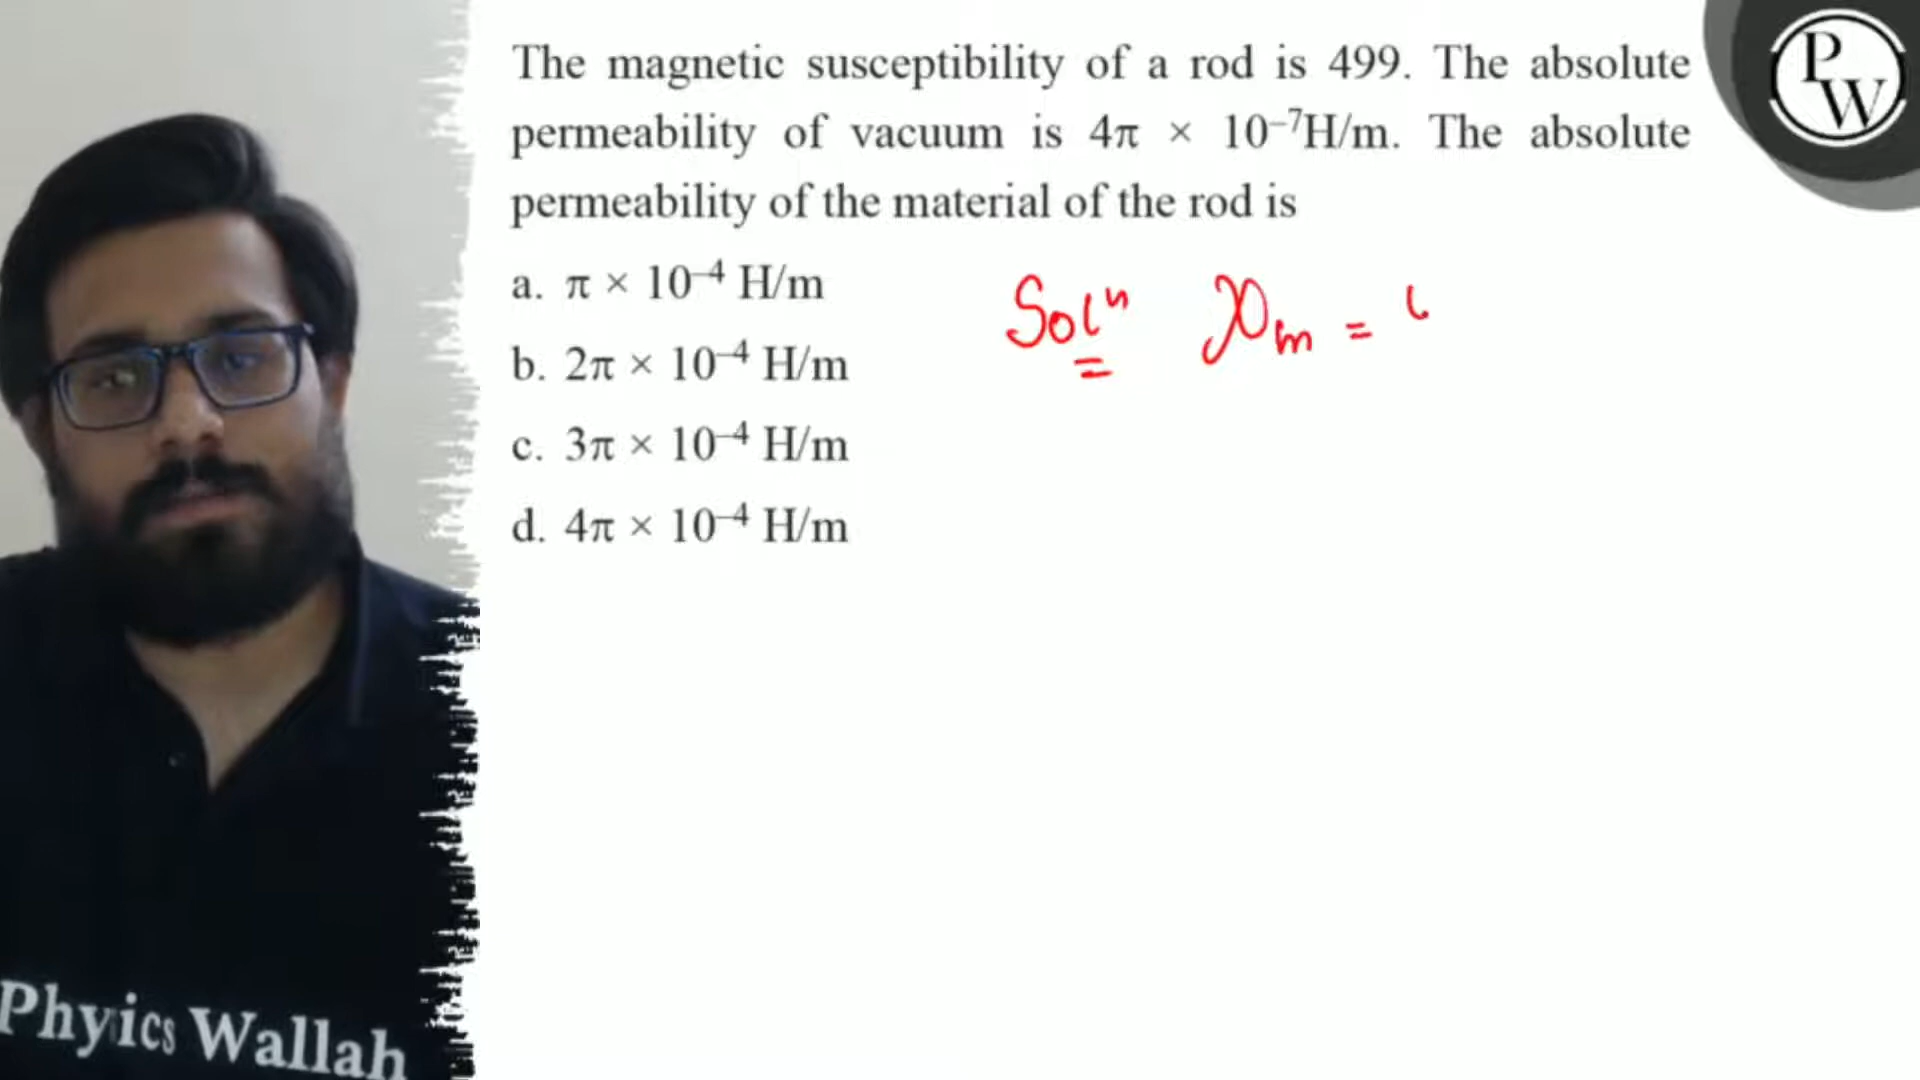 The magnetic susceptibility of a rod is 499. The absolute
permeability of vacuum is 4π × 10⁻⁷H/m. The absolute
permeability of the material of the rod is
a. π × 10⁻⁴ H/m
b. 2π × 10⁻⁴ H/m
c. 3π × 10⁻⁴ H/m
d. 4π × 10⁻⁴ H/m
Solⁿ χm =
PW
Phyics Wallah